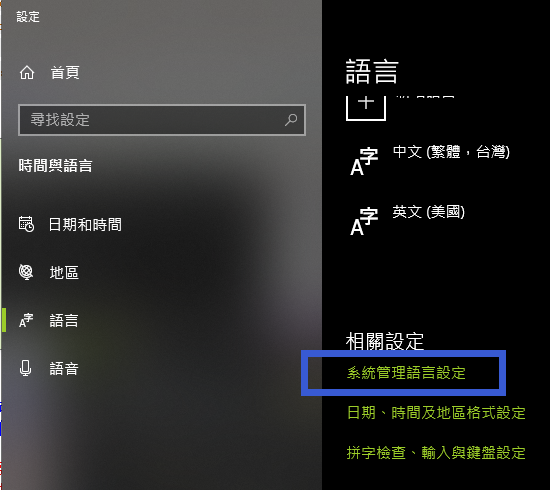 設定
首頁
尋找設定
時間與語言
日期和時間
地區
語言
語音
語言
中文 (繁體，台灣)
英文 (美國)
相關設定
系統管理語言設定
日期、時間及地區格式設定
拼字檢查、輸入與鍵盤設定